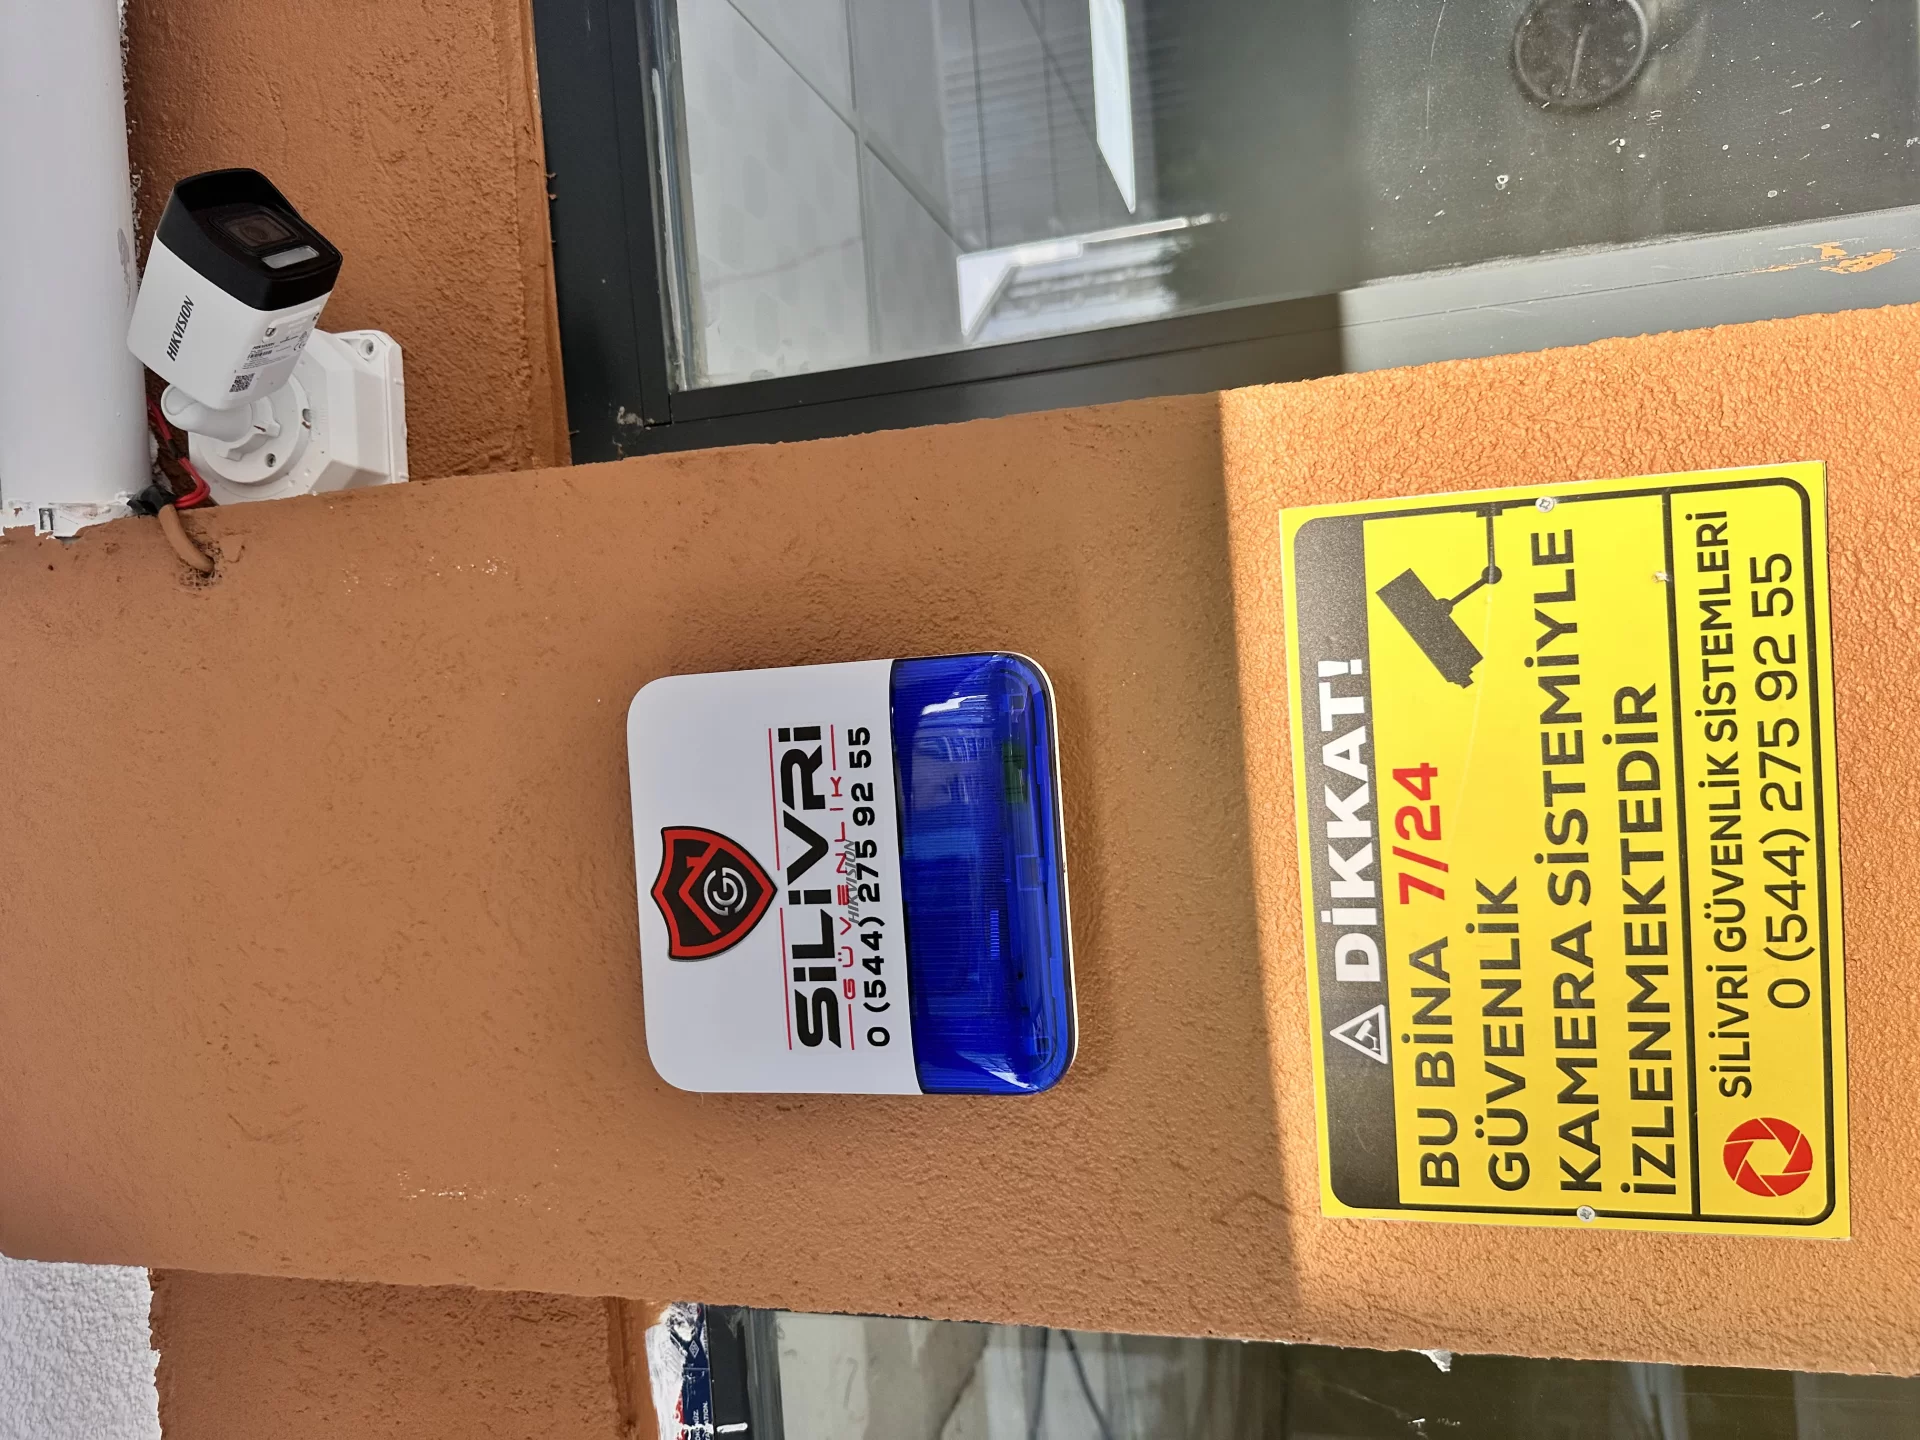 HIKVISION
SİLİVRİ
GÜVENLİK
HIKVISION
0 (544) 275 92 55
DİKKAT!
BU BİNA 7/24
GÜVENLİK
KAMERA SİSTEMİYLE
İZLENMEKTEDİR
SİLİVRİ GÜVENLİK SİSTEMLERİ
0 (544) 275 92 55